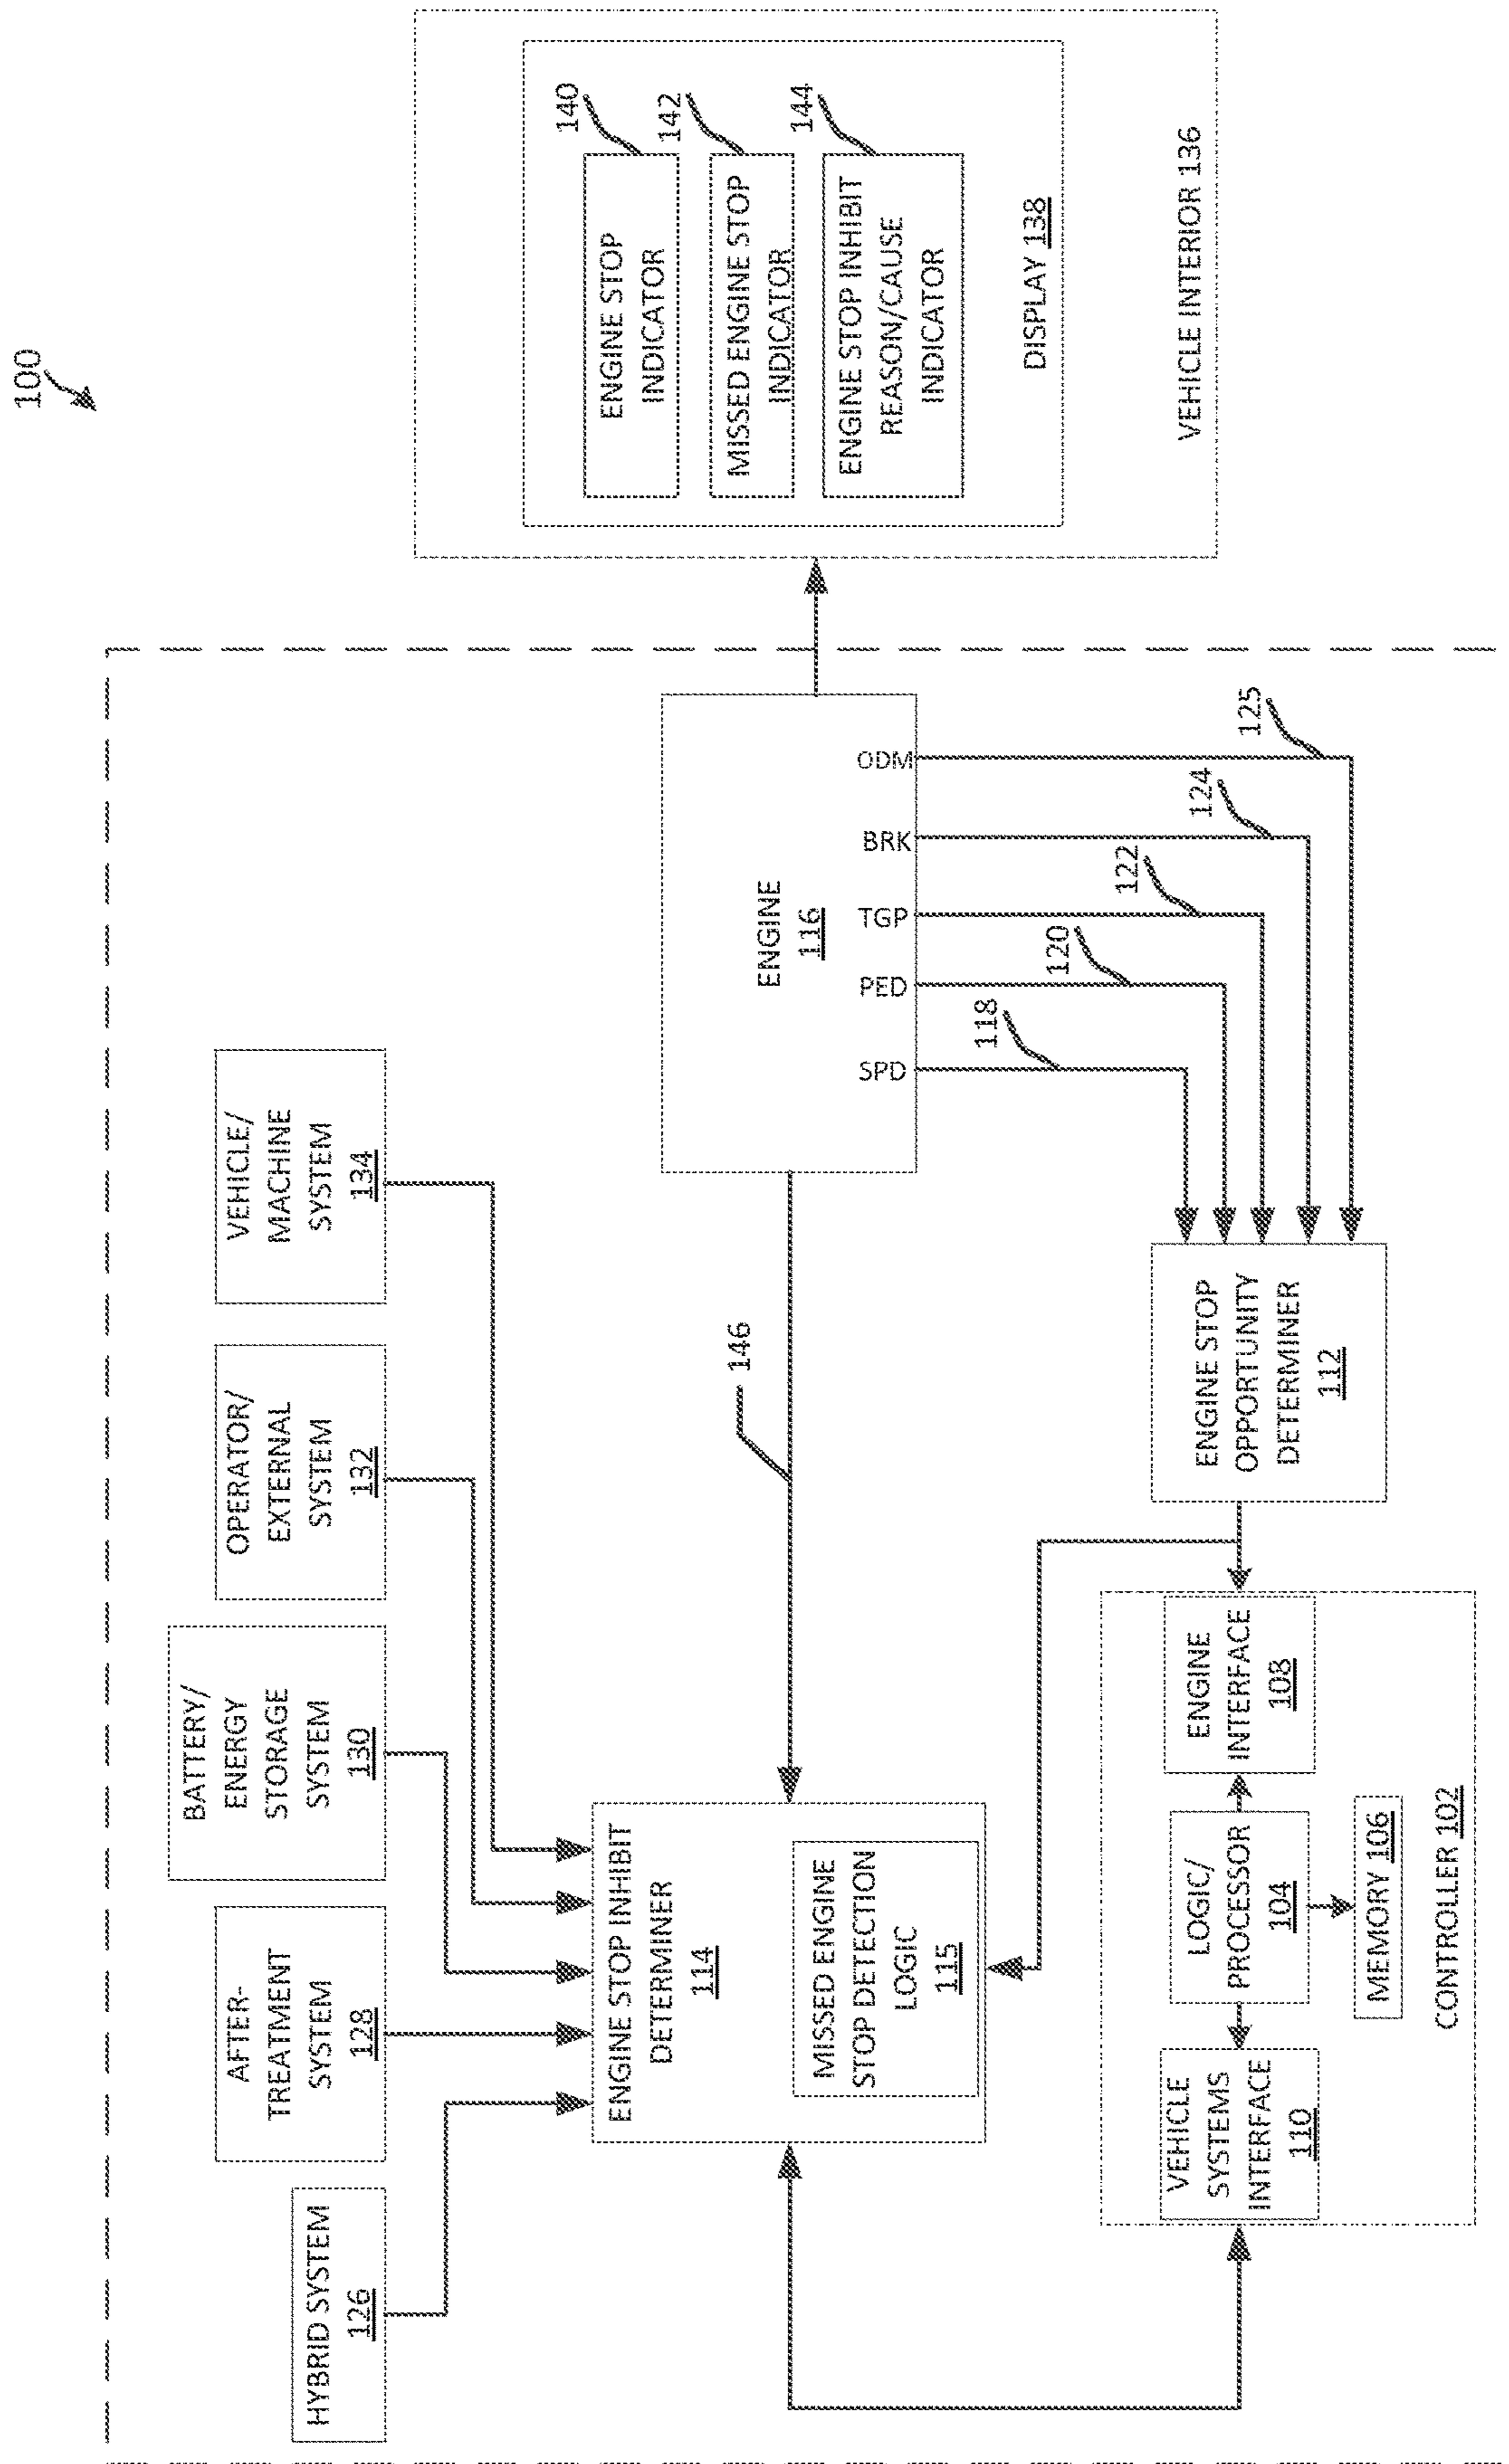 100
HYBRID SYSTEM
126
AFTER-
TREATMENT
SYSTEM
128
BATTERY/
ENERGY
STORAGE
SYSTEM
130
OPERATOR/
EXTERNAL
SYSTEM
132
VEHICLE/
MACHINE
SYSTEM
134
ENGINE STOP INHIBIT
DETERMINER
114
MISSED ENGINE
STOP DETECTION
LOGIC
115
146
ENGINE
116
SPD
PED
TGP
BRK
ODM
118
120
122
124
125
ENGINE STOP
OPPORTUNITY
DETERMINER
112
VEHICLE
SYSTEMS
INTERFACE
110
LOGIC/
PROCESSOR
104
ENGINE
INTERFACE
108
MEMORY 106
CONTROLLER 102
ENGINE STOP
INDICATOR
140
MISSED ENGINE STOP
INDICATOR
142
ENGINE STOP INHIBIT
REASON/CAUSE
INDICATOR
144
DISPLAY 138
VEHICLE INTERIOR 136